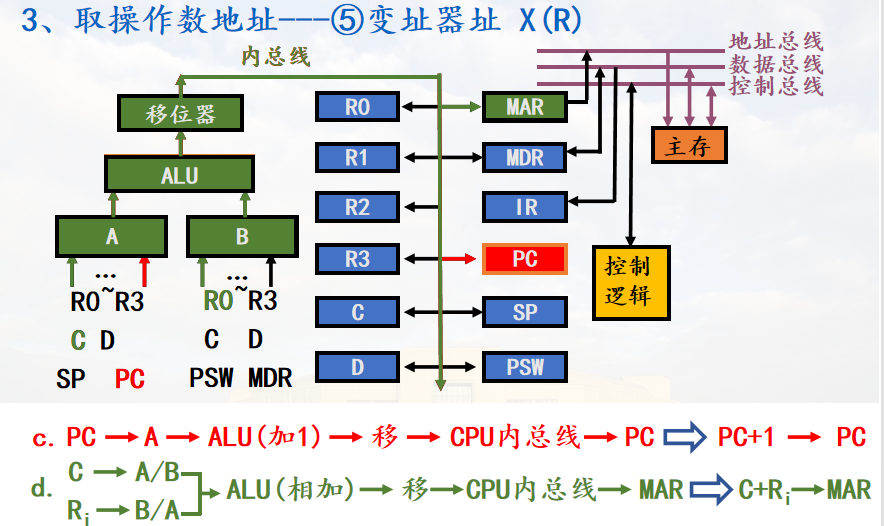 3、取操作数地址---⑤变址器址 X(R)
内总线
地址总线
数据总线
控制总线
移位器
R0 MAR
主存
R1 MDR
ALU
R2 IR
A B
R3 PC
控制
逻辑
... ...
R0~R3 R0~R3
C SP
C D C D
D PSW
SP PC PSW MDR
c. PC A ALU(加1) 移 CPU内总线 PC PC+1 PC
d. C A/B
ALU(相加) 移 CPU内总线 MAR C+Ri MAR
Ri B/A